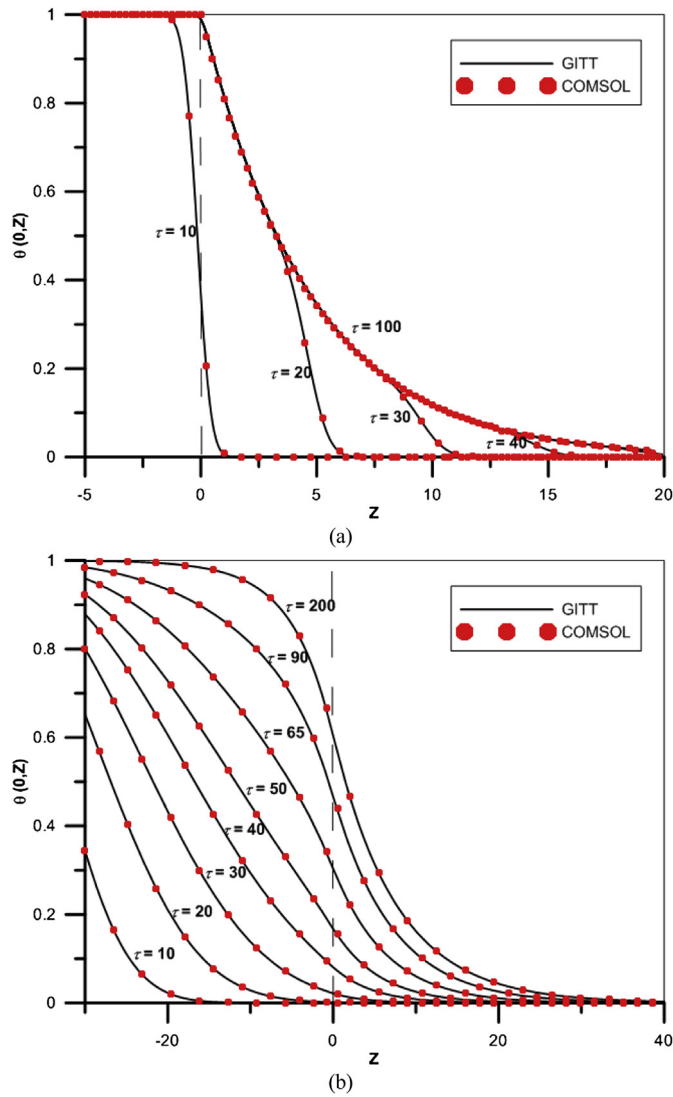 1
0.8
0.6
0.4
0.2
0
θ (0,Z)
GITT
COMSOL
τ = 10
τ = 20
τ = 100
τ = 30
τ = 40
-5
0
5
10
15
20
Z
(a)
1
0.8
0.6
0.4
0.2
0
θ (0,Z)
GITT
COMSOL
τ = 200
τ = 90
τ = 65
τ = 50
τ = 40
τ = 30
τ = 20
τ = 10
-20
0
20
40
Z
(b)